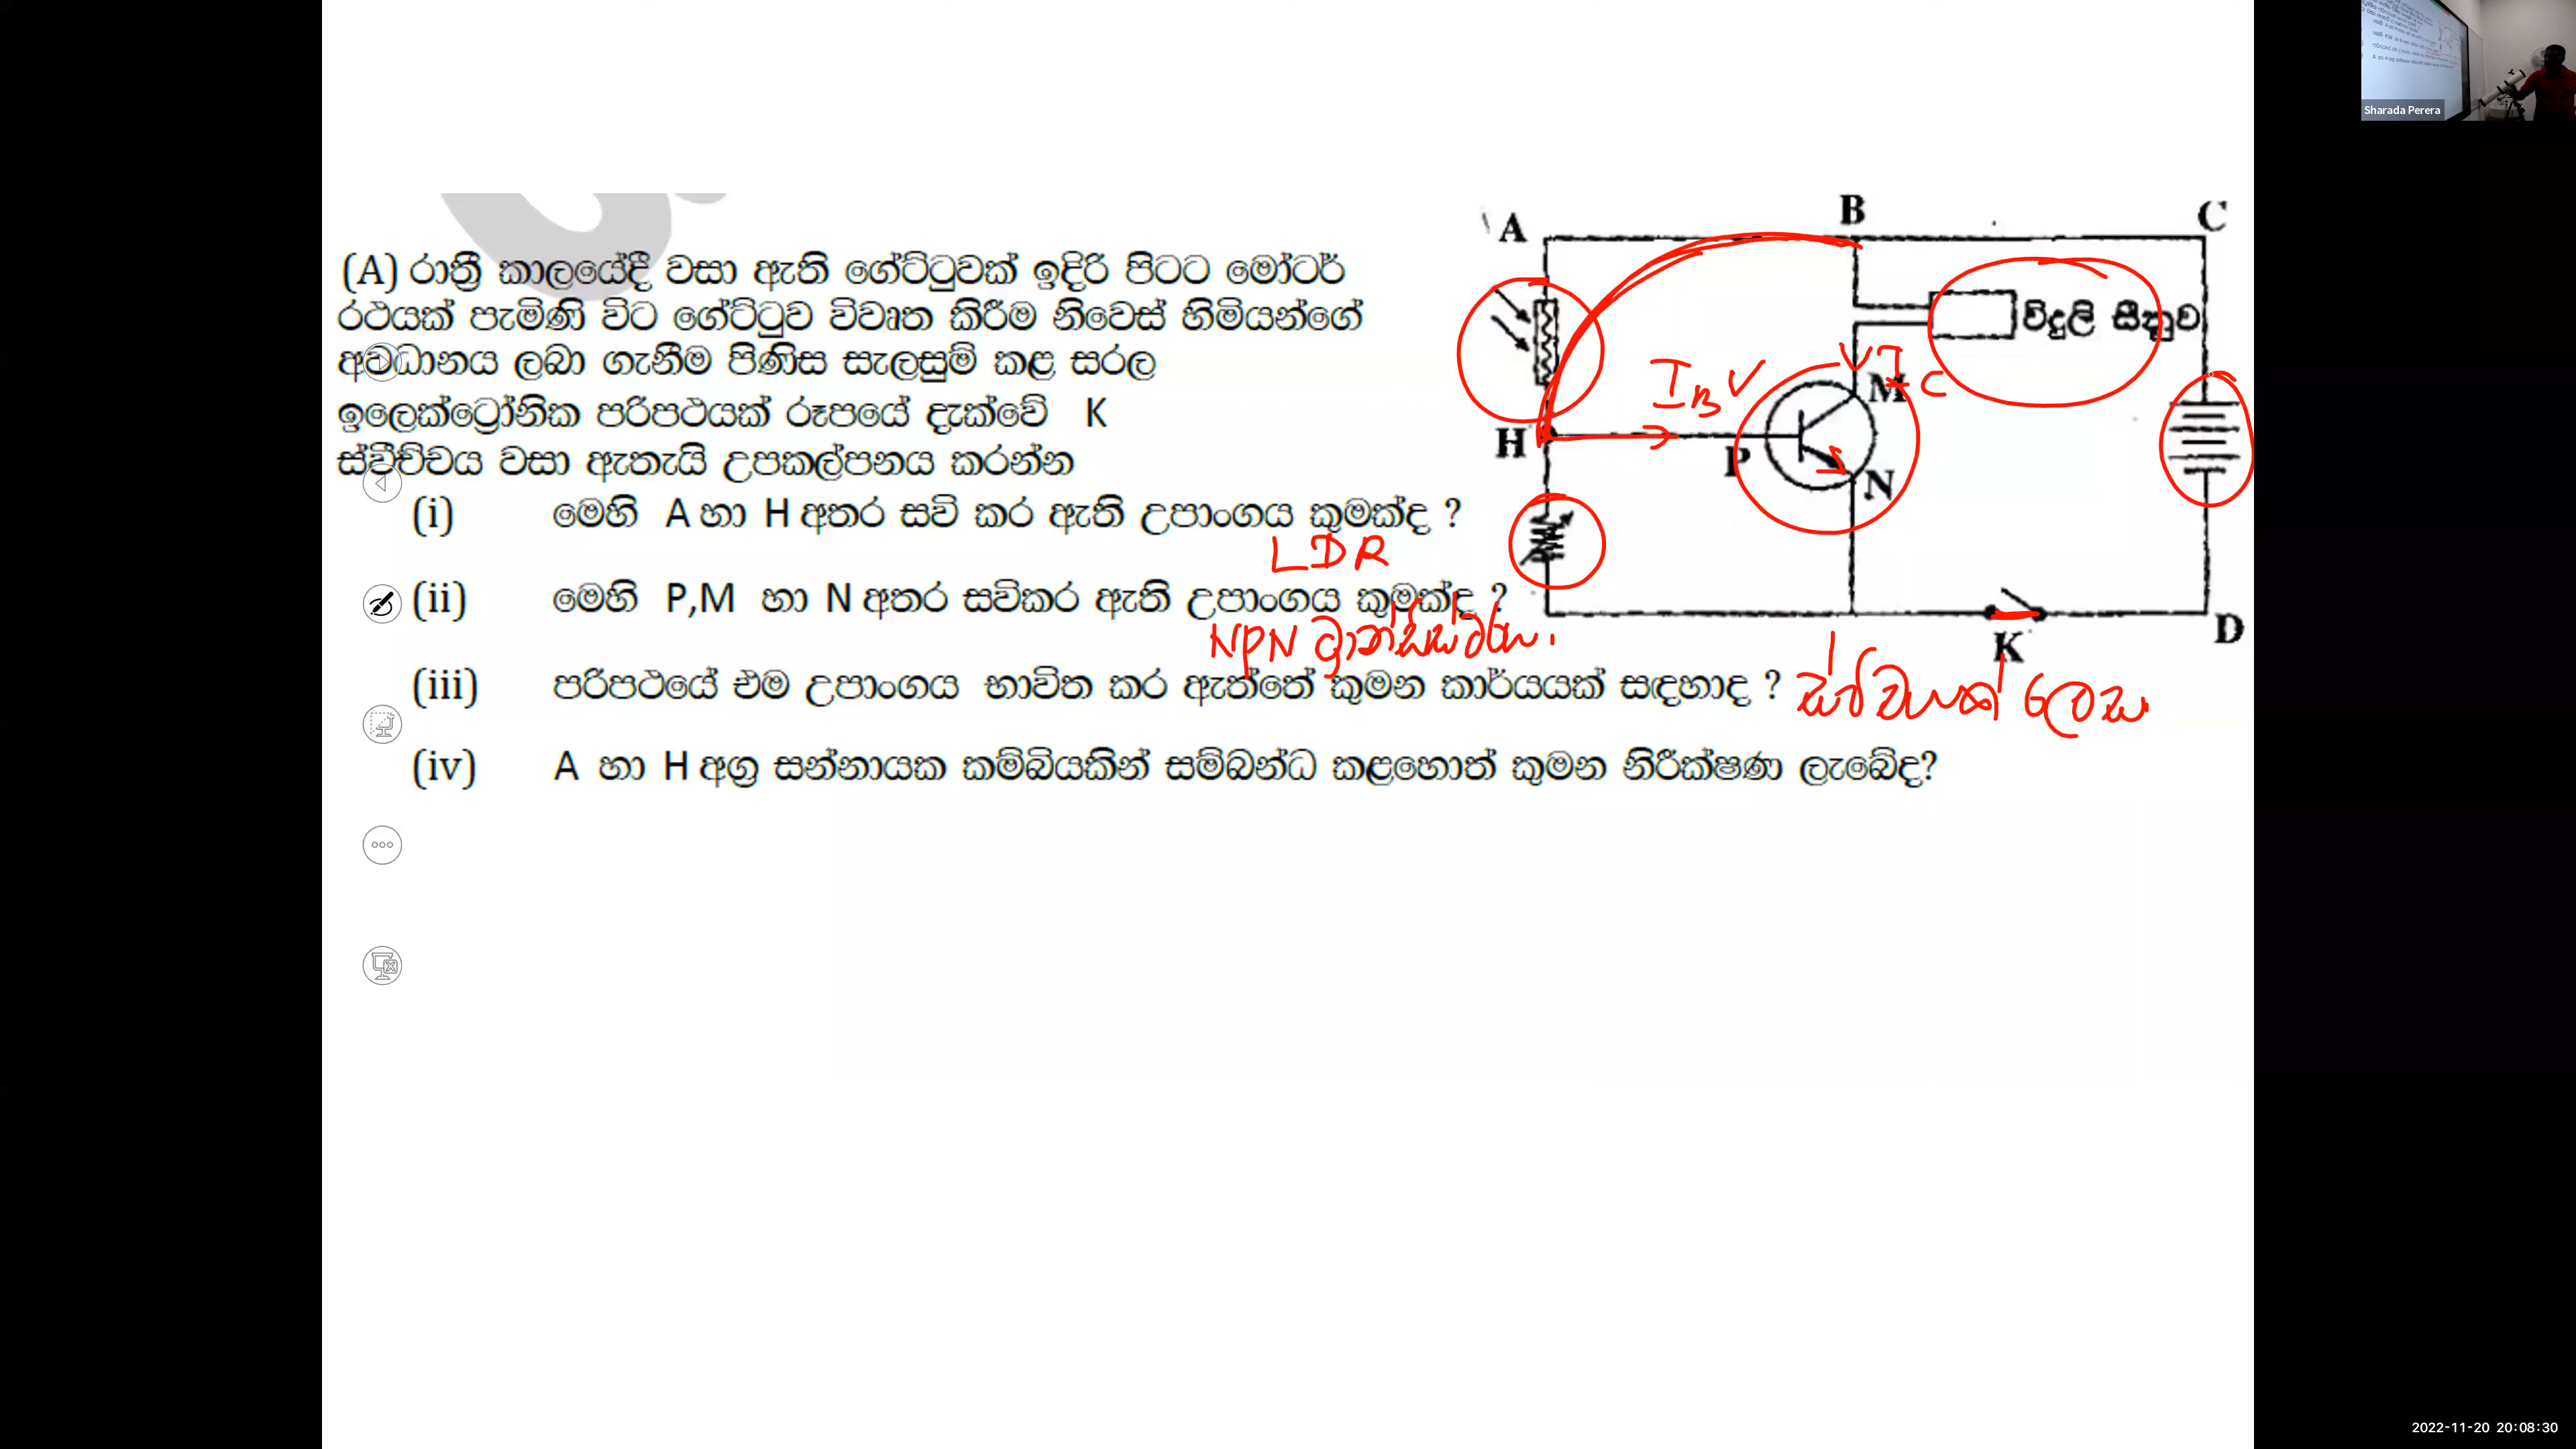 Sharada Perera
A
B
C
(A) රාත්‍රී කාලයේදී වසා ඇති ගේට්ටුවක් ඉදිරි පිටට මෝටර්
රථයක් පැමිණි විට ගේට්ටුව විවෘත කිරීම නිවෙස් හිමියන්ගේ
විදුලි සීනුව
අවධානය ලබා ගැනීම පිණිස සැලසුම් කළ සරල
I_B
I_C
M
ඉලෙක්ට්‍රෝනික පරිපථයක් රූපයේ දැක්වේ K
H
P
N
ස්වීච්චය වසා ඇතැයි උපකල්පනය කරන්න
(i) මෙහි A හා H අතර සවි කර ඇති උපාංගය කුමක්ද ?
LDR
(ii) මෙහි P,M හා N අතර සවිකර ඇති උපාංගය කුමක්ද ?
NPN ට්‍රාන්සිස්ටරය.
K
D
(iii) පරිපථයේ එම උපාංගය භාවිත කර ඇත්තේ කුමන කාර්යයක් සඳහාද ?
ස්විචයක් ලෙස
(iv) A හා H අග්‍ර සන්නායක කම්බියකින් සම්බන්ධ කළහොත් කුමන නිරීක්ෂණ ලැබේද?
2022-11-20 20:08:30